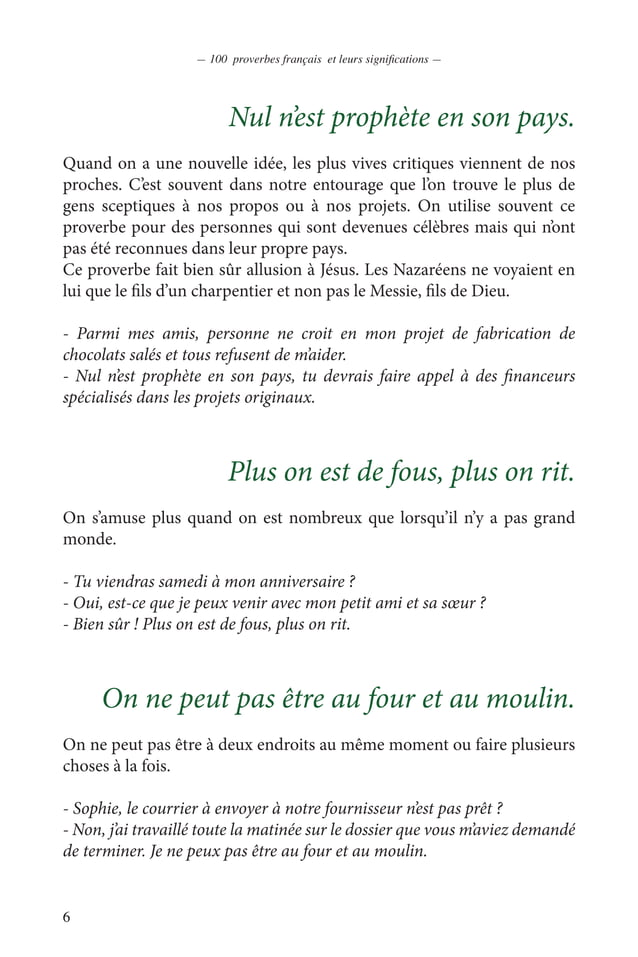 — 100 proverbes français et leurs significations —
Nul n’est prophète en son pays.
Quand on a une nouvelle idée, les plus vives critiques viennent de nos
proches. C’est souvent dans notre entourage que l’on trouve le plus de
gens sceptiques à nos propos ou à nos projets. On utilise souvent ce
proverbe pour des personnes qui sont devenues célèbres mais qui n’ont
pas été reconnues dans leur propre pays.
Ce proverbe fait bien sûr allusion à Jésus. Les Nazaréens ne voyaient en
lui que le fils d’un charpentier et non pas le Messie, fils de Dieu.
- Parmi mes amis, personne ne croit en mon projet de fabrication de
chocolats salés et tous refusent de m’aider.
- Nul n’est prophète en son pays, tu devrais faire appel à des financeurs
spécialisés dans les projets originaux.
Plus on est de fous, plus on rit.
On s’amuse plus quand on est nombreux que lorsqu’il n’y a pas grand
monde.
- Tu viendras samedi à mon anniversaire ?
- Oui, est-ce que je peux venir avec mon petit ami et sa sœur ?
- Bien sûr ! Plus on est de fous, plus on rit.
On ne peut pas être au four et au moulin.
On ne peut pas être à deux endroits au même moment ou faire plusieurs
choses à la fois.
- Sophie, le courrier à envoyer à notre fournisseur n’est pas prêt ?
- Non, j’ai travaillé toute la matinée sur le dossier que vous m’aviez demandé
de terminer. Je ne peux pas être au four et au moulin.
6